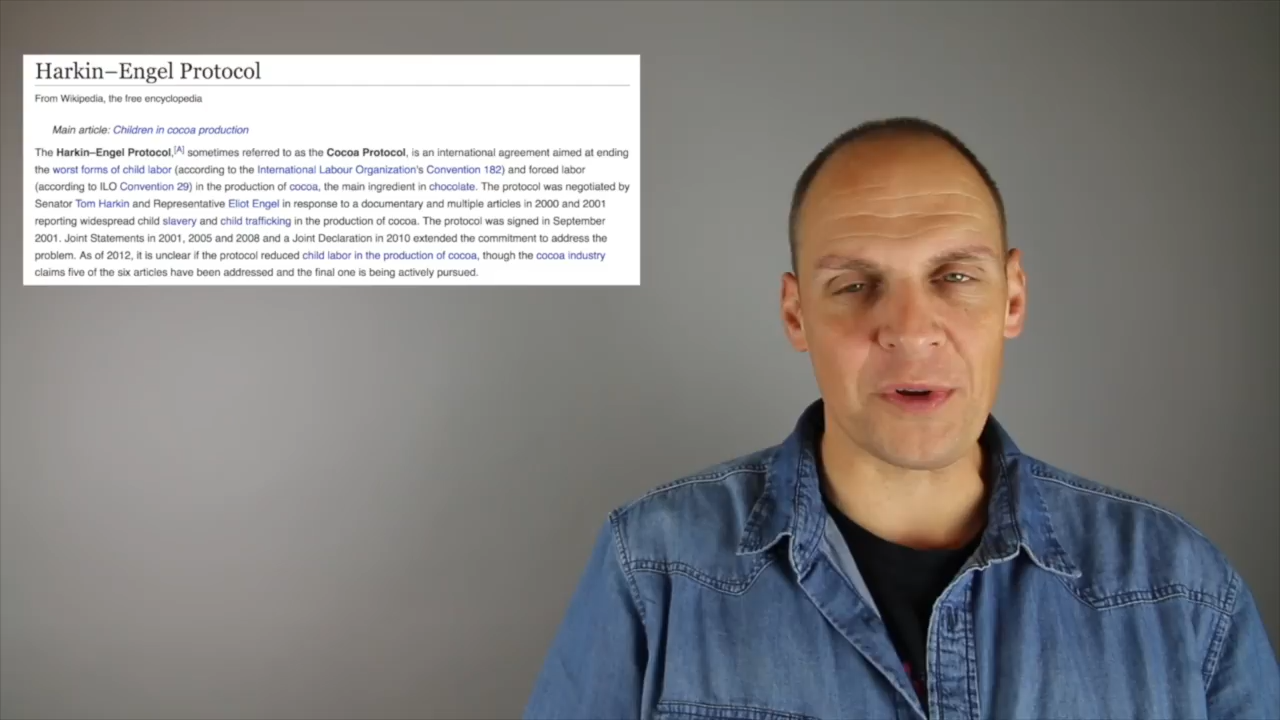 Harkin–Engel Protocol
From Wikipedia, the free encyclopedia
Main article: Children in cocoa production
The Harkin–Engel Protocol,[A] sometimes referred to as the Cocoa Protocol, is an international agreement aimed at ending
the worst forms of child labor (according to the International Labour Organization's Convention 182) and forced labor
(according to ILO Convention 29) in the production of cocoa, the main ingredient in chocolate. The protocol was negotiated by
Senator Tom Harkin and Representative Eliot Engel in response to a documentary and multiple articles in 2000 and 2001
reporting widespread child slavery and child trafficking in the production of cocoa. The protocol was signed in September
2001. Joint Statements in 2001, 2005 and 2008 and a Joint Declaration in 2010 extended the commitment to address the
problem. As of 2012, it is unclear if the protocol reduced child labor in the production of cocoa, though the cocoa industry
claims five of the six articles have been addressed and the final one is being actively pursued.